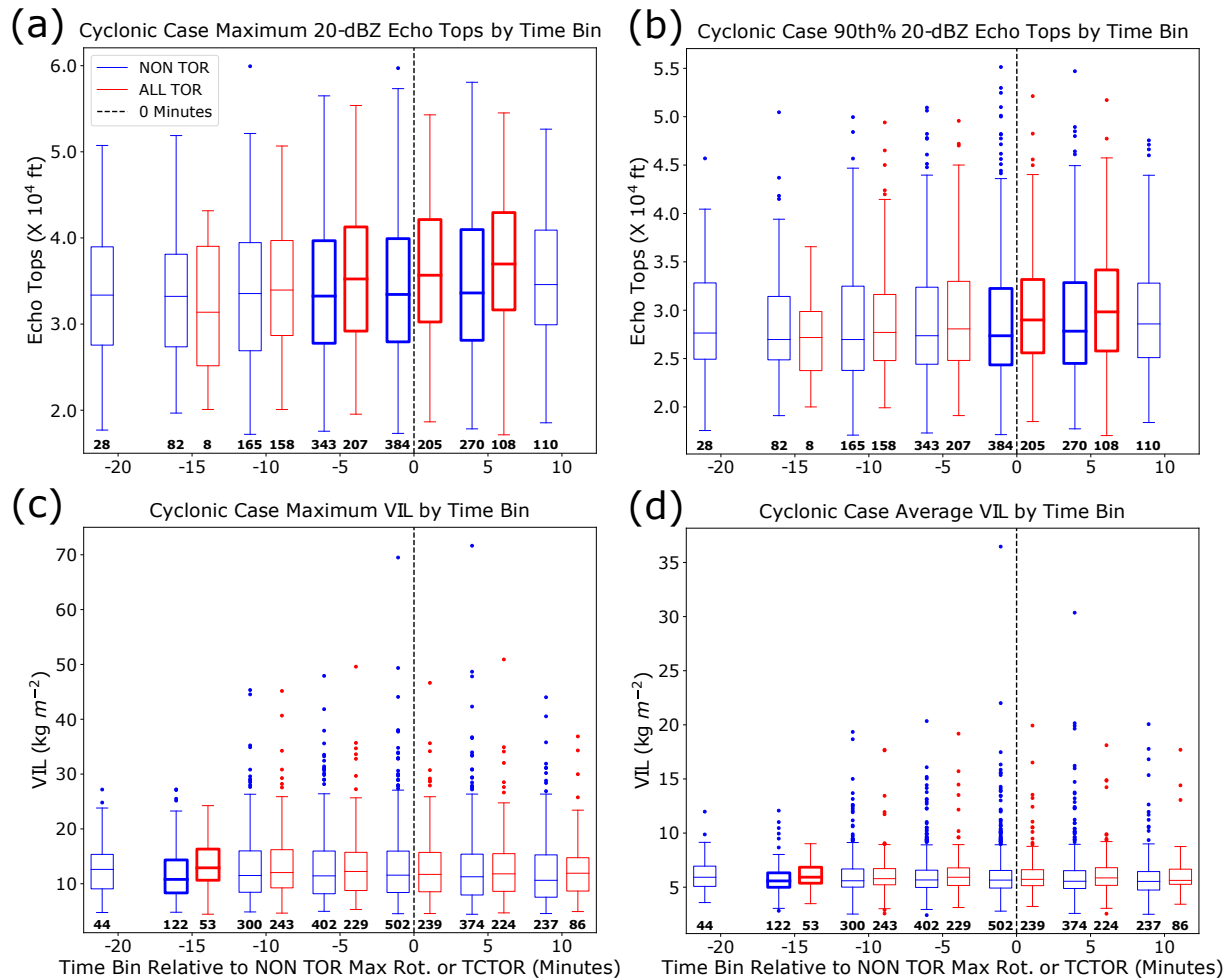 (a) Cyclonic Case Maximum 20-dBZ Echo Tops by Time Bin
NON TOR
ALL TOR
0 Minutes
Echo Tops (X 10⁴ ft)
6.0
5.0
4.0
3.0
2.0
28 82 8 165 158 343 207 384 205 270 108 110
-20 -15 -10 -5 0 5 10
(b) Cyclonic Case 90th% 20-dBZ Echo Tops by Time Bin
Echo Tops (X 10⁴ ft)
5.5
5.0
4.5
4.0
3.5
3.0
2.5
2.0
28 82 8 165 158 343 207 384 205 270 108 110
-20 -15 -10 -5 0 5 10
(c) Cyclonic Case Maximum VIL by Time Bin
VIL (kg m⁻²)
70
60
50
40
30
20
10
44 122 53 300 243 402 229 502 239 374 224 237 86
-20 -15 -10 -5 0 5 10
Time Bin Relative to NON TOR Max Rot. or TCTOR (Minutes)
(d) Cyclonic Case Average VIL by Time Bin
VIL (kg m⁻²)
35
30
25
20
15
10
5
44 122 53 300 243 402 229 502 239 374 224 237 86
-20 -15 -10 -5 0 5 10
Time Bin Relative to NON TOR Max Rot. or TCTOR (Minutes)